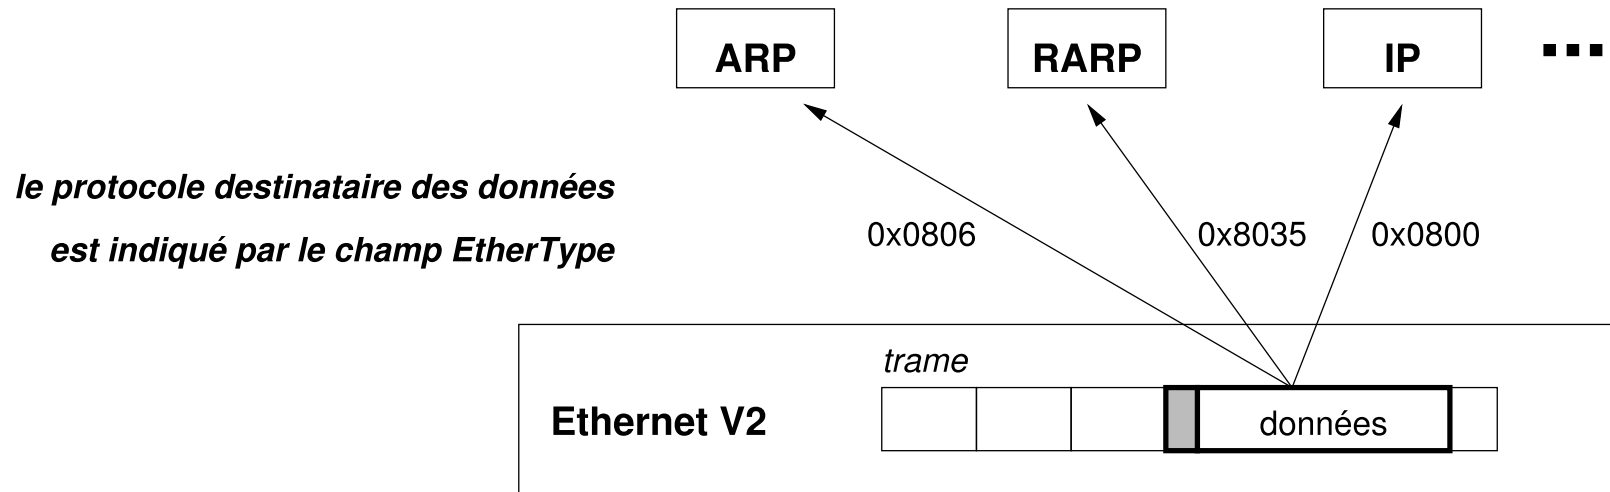 ARP
RARP
IP
...
le protocole destinataire des données
est indiqué par le champ EtherType
0x0806
0x8035
0x0800
trame
Ethernet V2
données